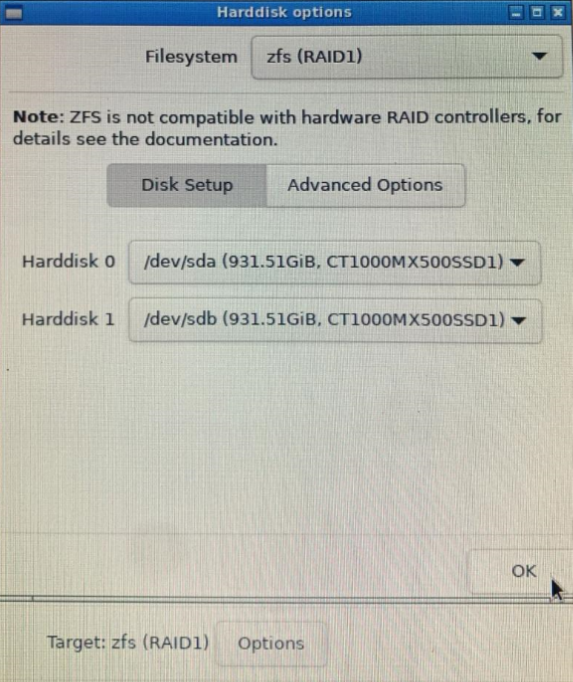 Harddisk options
Filesystem zfs (RAID1)
Note: ZFS is not compatible with hardware RAID controllers, for
details see the documentation.
Disk Setup Advanced Options
Harddisk 0 /dev/sda (931.51GiB, CT1000MX500SSD1)
Harddisk 1 /dev/sdb (931.51GiB, CT1000MX500SSD1)
OK
Target: zfs (RAID1) Options